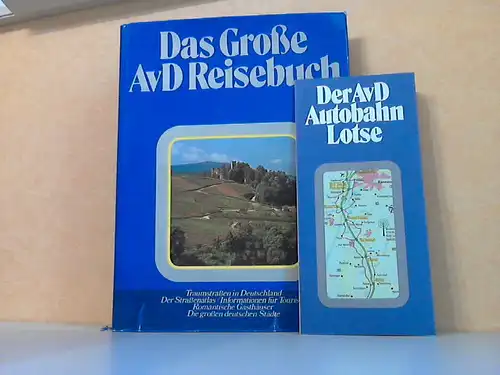 Das Große
AvD Reisebuch
Traumstraßen in Deutschland
Der Straßenatlas / Informationen für Touris
Romantische Gasthäuser
Die großen deutschen Städte
Der AvD
Autobahn
Lotse